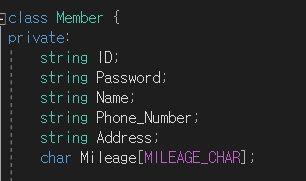 class Member {
private:
string ID;
string Password;
string Name;
string Phone_Number;
string Address;
char Mileage[MILEAGE_CHAR];